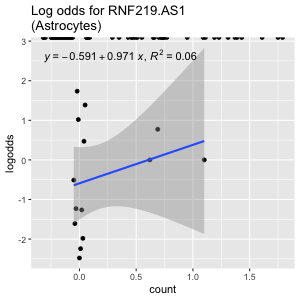 Log odds for RNF219.AS1
(Astrocytes)
y = −0.591 + 0.971 x, R² = 0.06
3
2
1
0
-1
-2
logodds
0.0 0.5 1.0 1.5
count